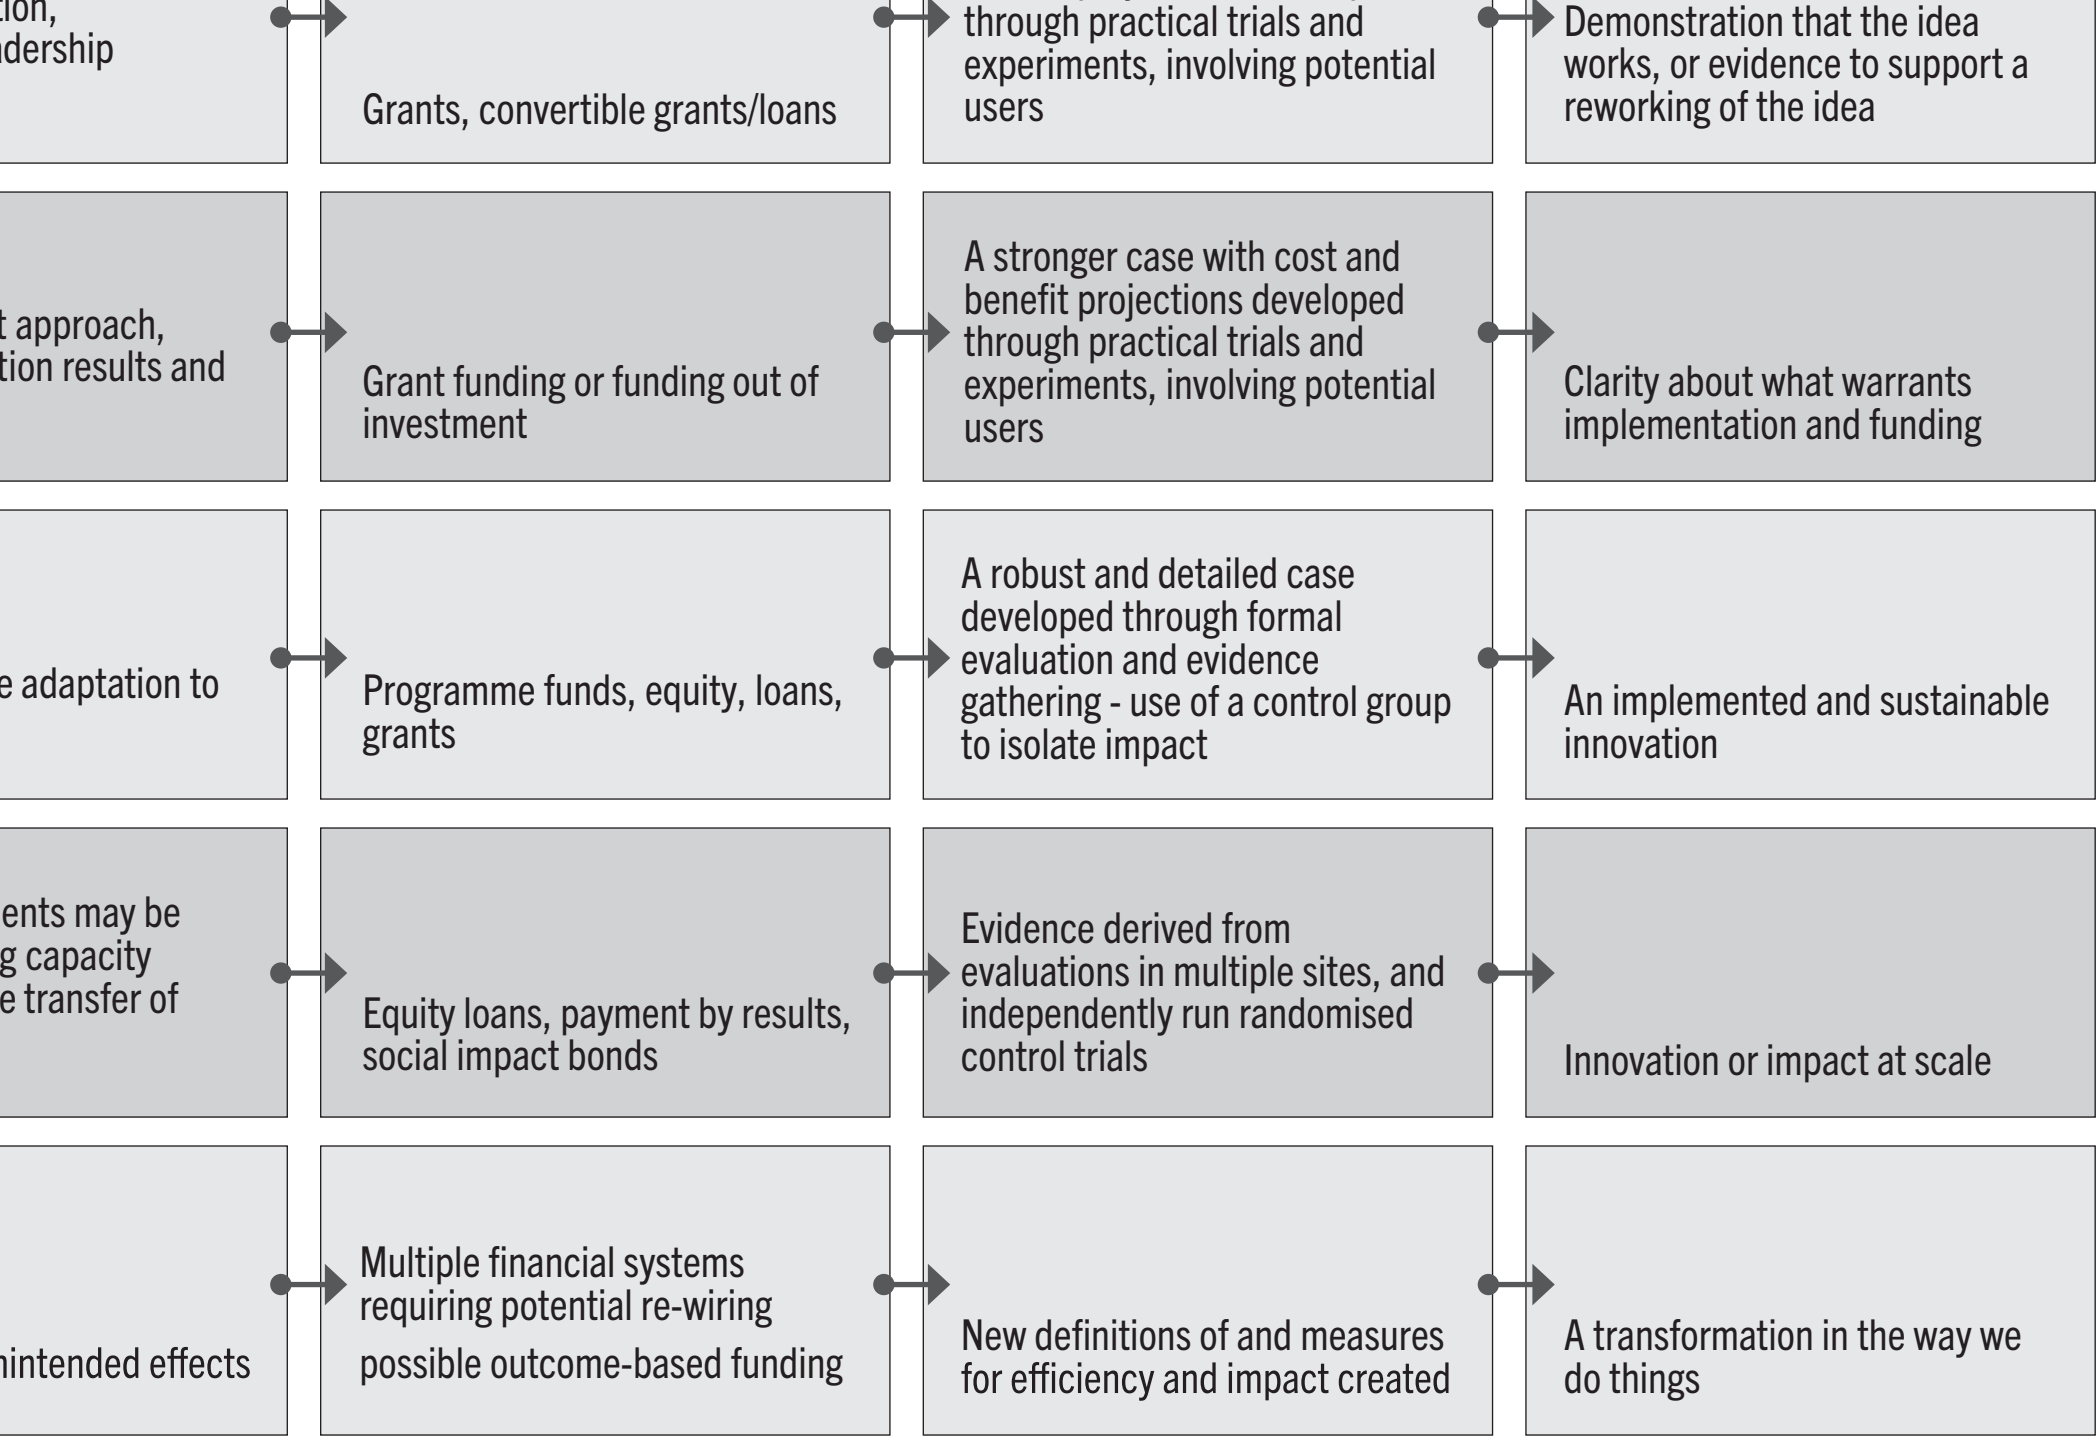 through practical trials and
experiments, involving potential
users
Grants, convertible grants/loans
Demonstration that the idea
works, or evidence to support a
reworking of the idea
t approach,
tion results and
Grant funding or funding out of
investment
A stronger case with cost and
benefit projections developed
through practical trials and
experiments, involving potential
users
Clarity about what warrants
implementation and funding
e adaptation to
Programme funds, equity, loans,
grants
A robust and detailed case
developed through formal
evaluation and evidence
gathering - use of a control group
to isolate impact
An implemented and sustainable
innovation
ents may be
g capacity
e transfer of
Equity loans, payment by results,
social impact bonds
Evidence derived from
evaluations in multiple sites, and
independently run randomised
control trials
Innovation or impact at scale
nintended effects
Multiple financial systems
requiring potential re-wiring
possible outcome-based funding
New definitions of and measures
for efficiency and impact created
A transformation in the way we
do things